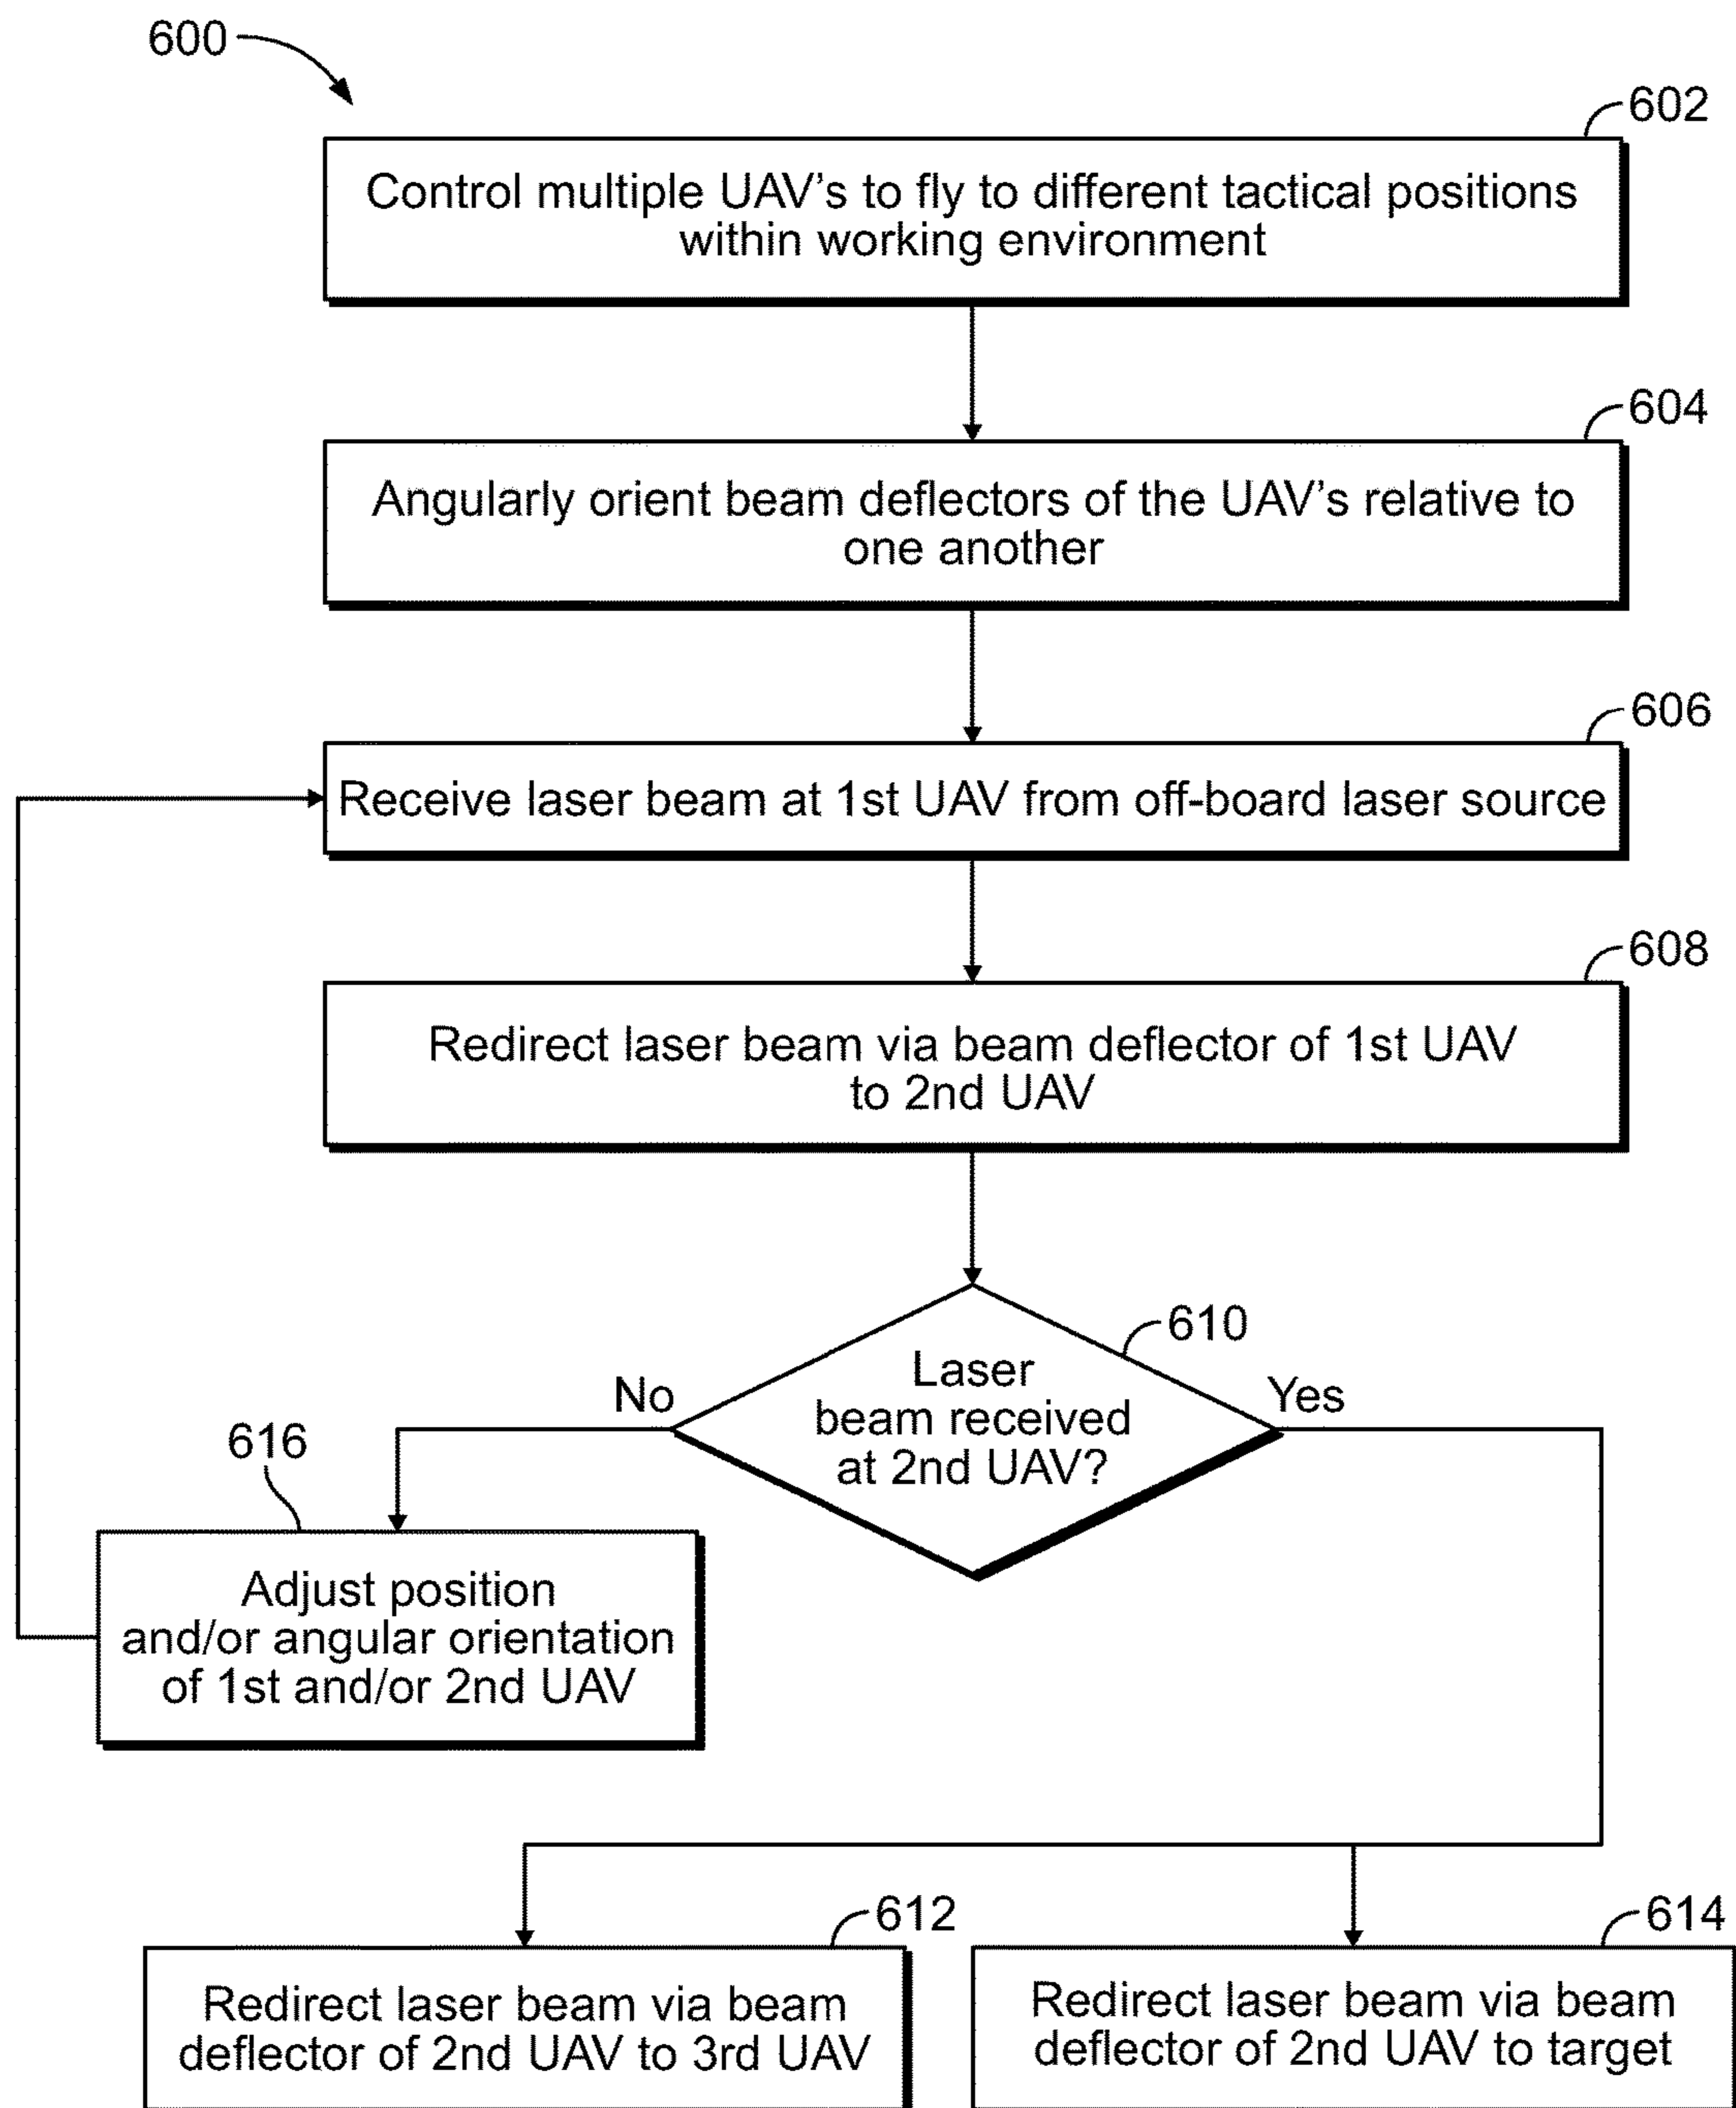 600
602
Control multiple UAV's to fly to different tactical positions
within working environment
604
Angularly orient beam deflectors of the UAV's relative to
one another
606
Receive laser beam at 1st UAV from off-board laser source
608
Redirect laser beam via beam deflector of 1st UAV
to 2nd UAV
610
Laser
beam received
at 2nd UAV?
No
Yes
616
Adjust position
and/or angular orientation
of 1st and/or 2nd UAV
612
Redirect laser beam via beam
deflector of 2nd UAV to 3rd UAV
614
Redirect laser beam via beam
deflector of 2nd UAV to target